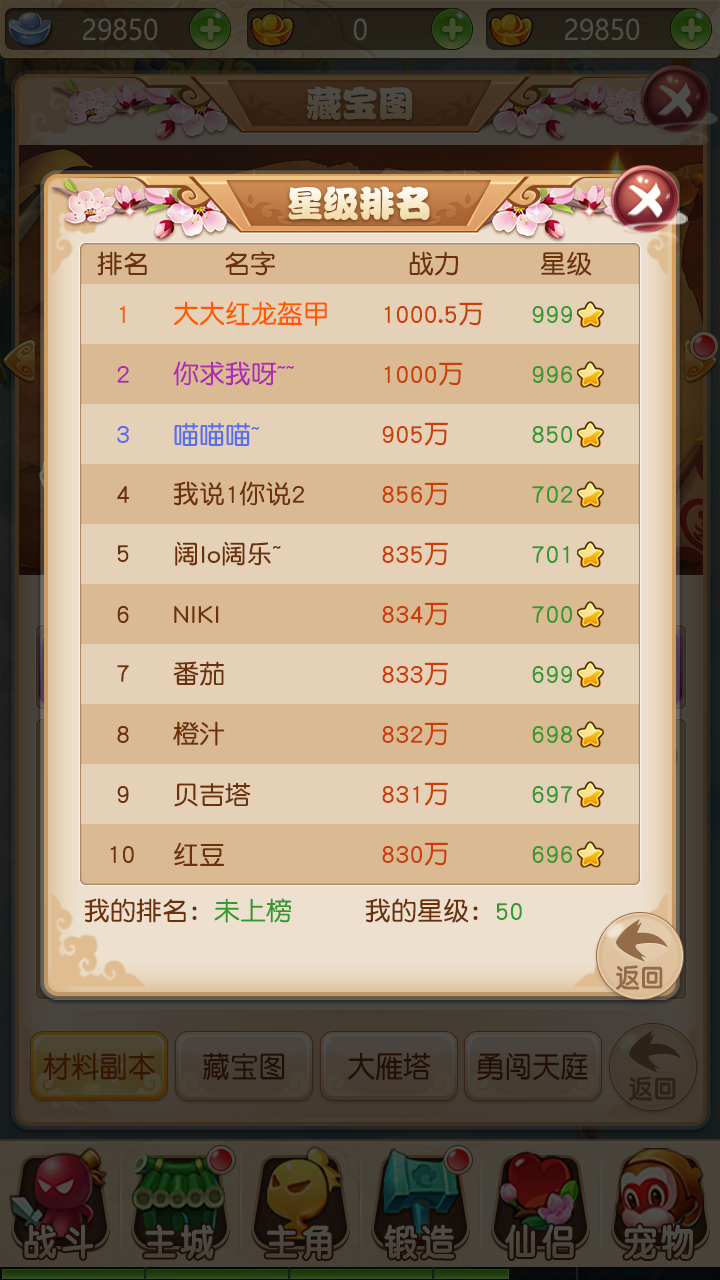 29850 0 29850
藏宝图
星级排名
排名 名字 战力 星级
1 大大红龙盔甲 1000.5万 999
2 你求我呀~~ 1000万 996
3 喵喵喵~ 905万 850
4 我说1你说2 856万 702
5 阔lo阔乐~ 835万 701
6 NIKI 834万 700
7 番茄 833万 699
8 橙汁 832万 698
9 贝吉塔 831万 697
10 红豆 830万 696
我的排名: 未上榜 我的星级: 50
返回
材料副本 藏宝图 大雁塔 勇闯天庭 返回
战斗 主城 主角 锻造 仙侣 宠物